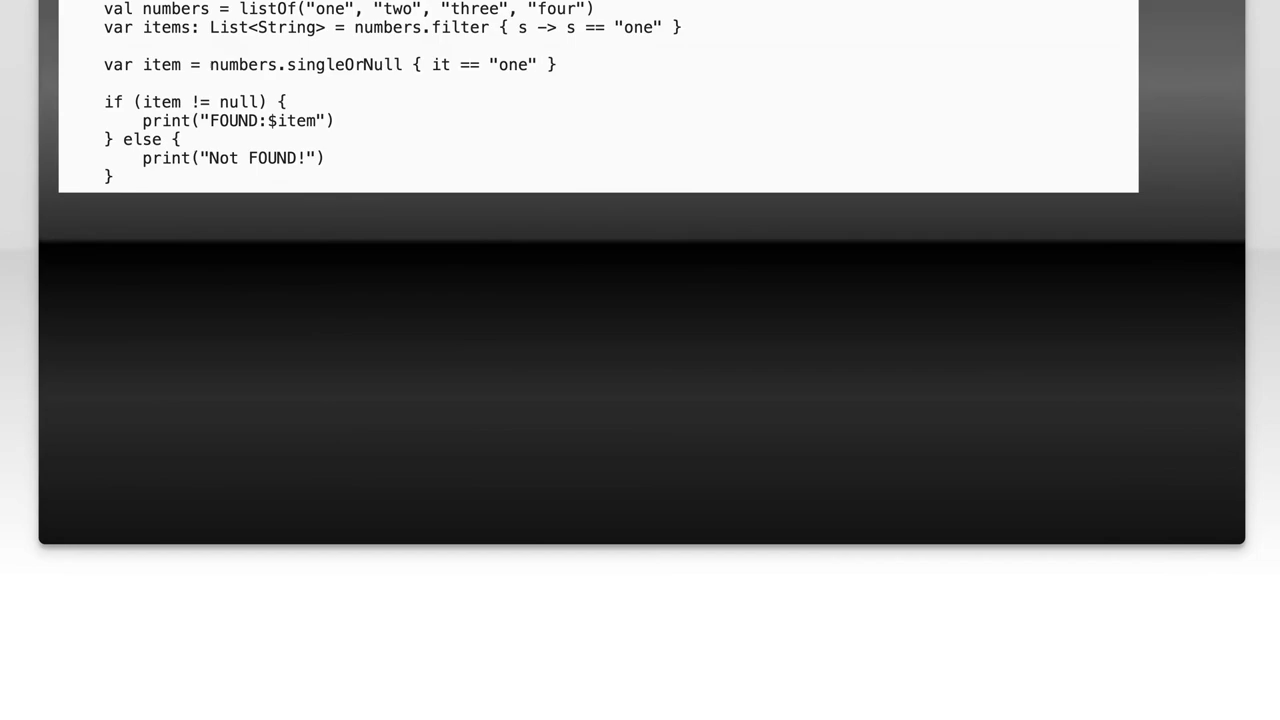 val numbers = listOf("one", "two", "three", "four")
var items: List<String> = numbers.filter { s -> s == "one" }
var item = numbers.singleOrNull { it == "one" }
if (item != null) {
    print("FOUND:$item")
} else {
    print("Not FOUND!")
}